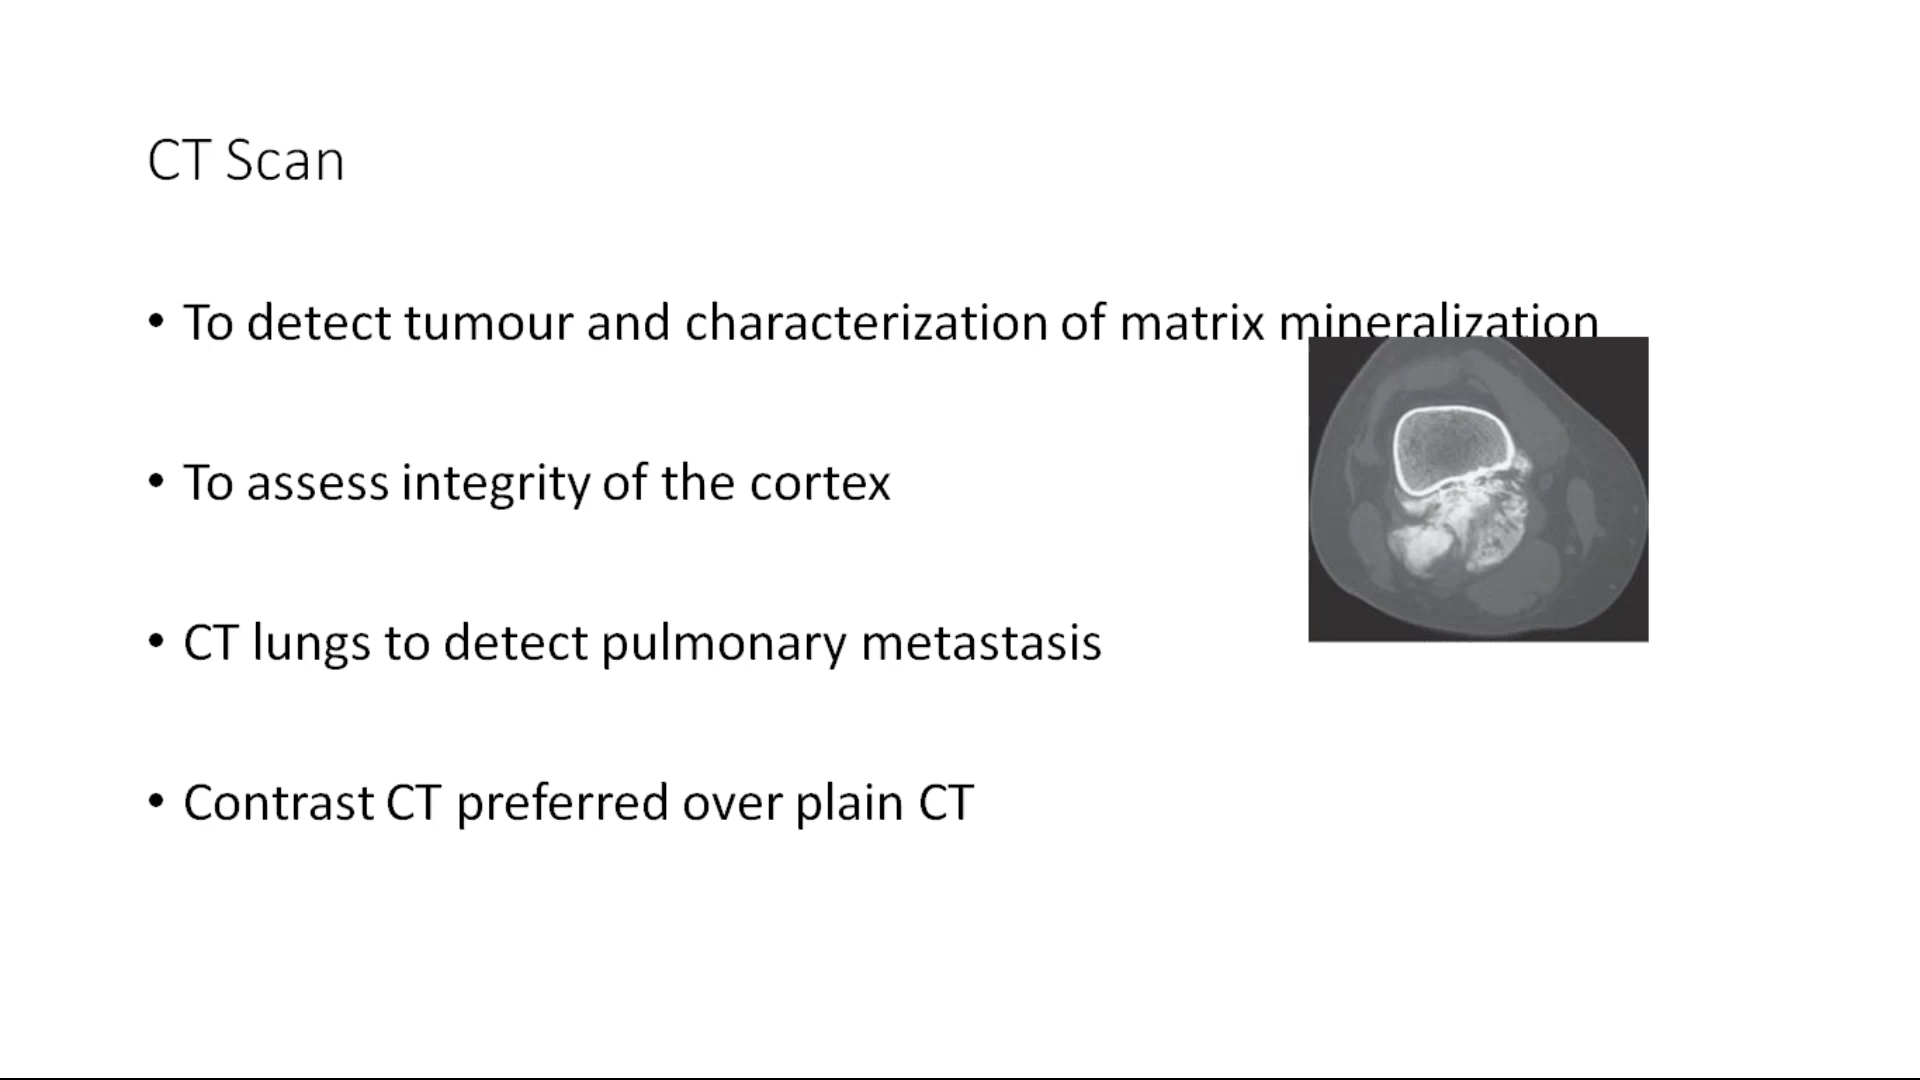 CT Scan
• To detect tumour and characterization of matrix mineralization
• To assess integrity of the cortex
• CT lungs to detect pulmonary metastasis
• Contrast CT preferred over plain CT